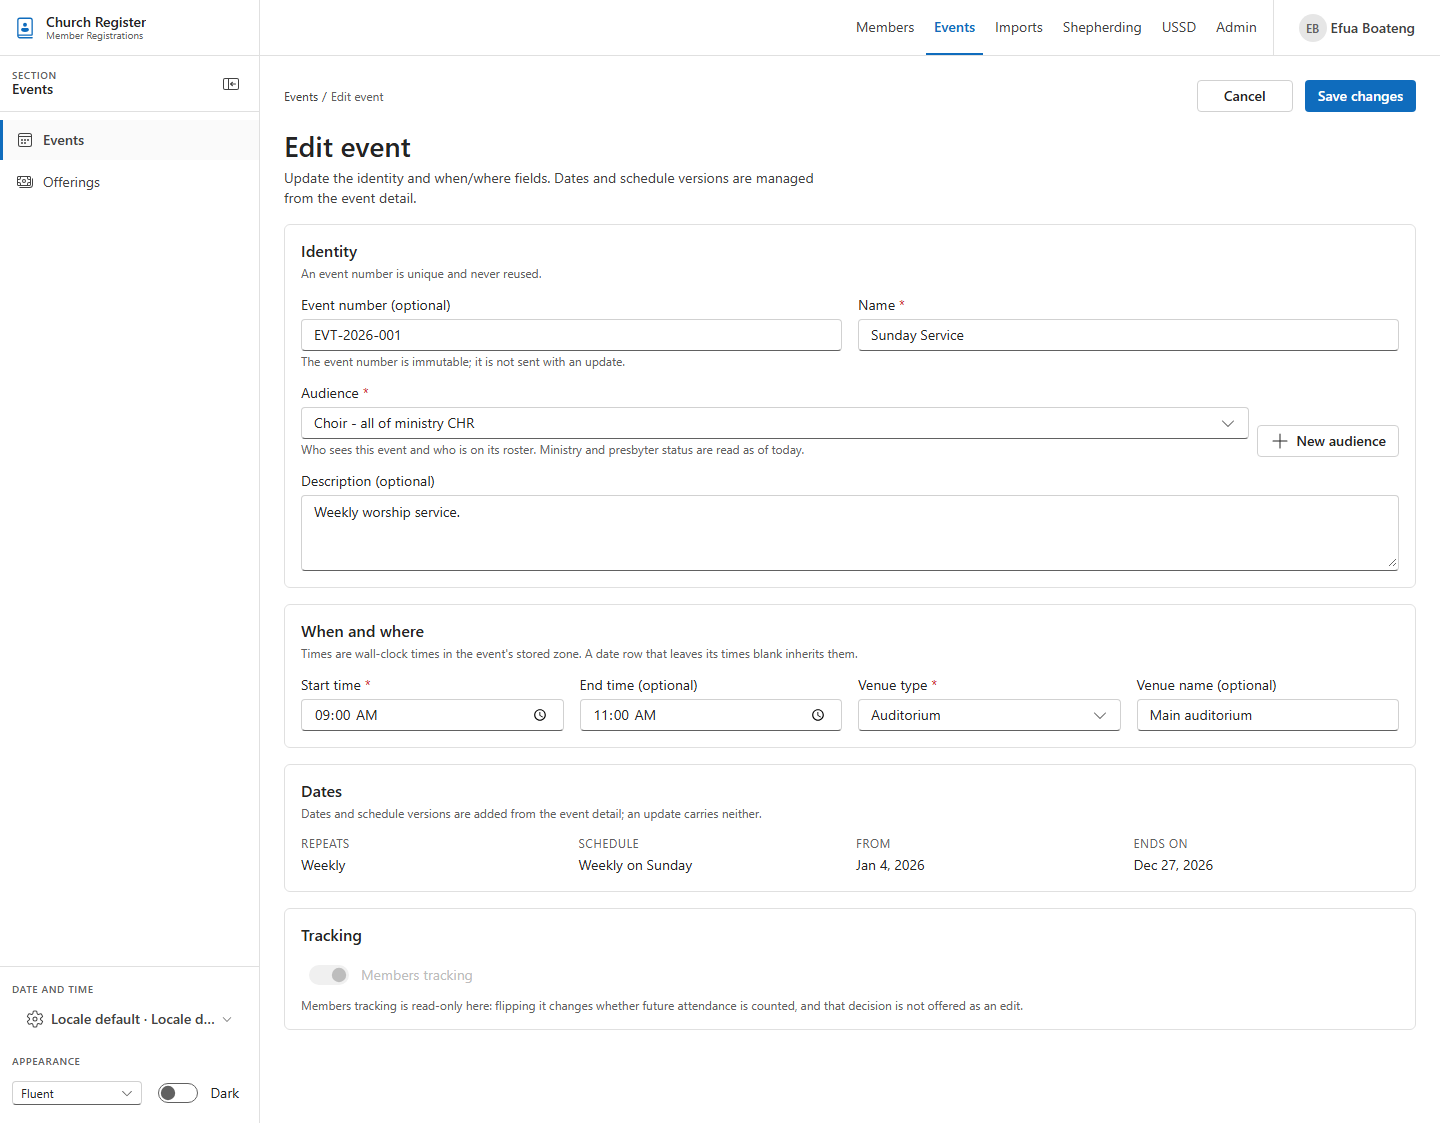 Church Register
Member Registrations
Members Events Imports Shepherding USSD Admin
EB Efua Boateng
SECTION
Events
Events
Offerings
Events / Edit event
Cancel
Save changes
Edit event
Update the identity and when/where fields. Dates and schedule versions are managed
from the event detail.
Identity
An event number is unique and never reused.
Event number (optional)
EVT-2026-001
The event number is immutable; it is not sent with an update.
Name *
Sunday Service
Audience *
Choir - all of ministry CHR
Who sees this event and who is on its roster. Ministry and presbyter status are read as of today.
New audience
Description (optional)
Weekly worship service.
When and where
Times are wall-clock times in the event's stored zone. A date row that leaves its times blank inherits them.
Start time *
09:00 AM
End time (optional)
11:00 AM
Venue type *
Auditorium
Venue name (optional)
Main auditorium
Dates
Dates and schedule versions are added from the event detail; an update carries neither.
REPEATS
Weekly
SCHEDULE
Weekly on Sunday
FROM
Jan 4, 2026
ENDS ON
Dec 27, 2026
Tracking
Members tracking
Members tracking is read-only here: flipping it changes whether future attendance is counted, and that decision is not offered as an edit.
DATE AND TIME
Locale default · Locale d...
APPEARANCE
Fluent
Dark